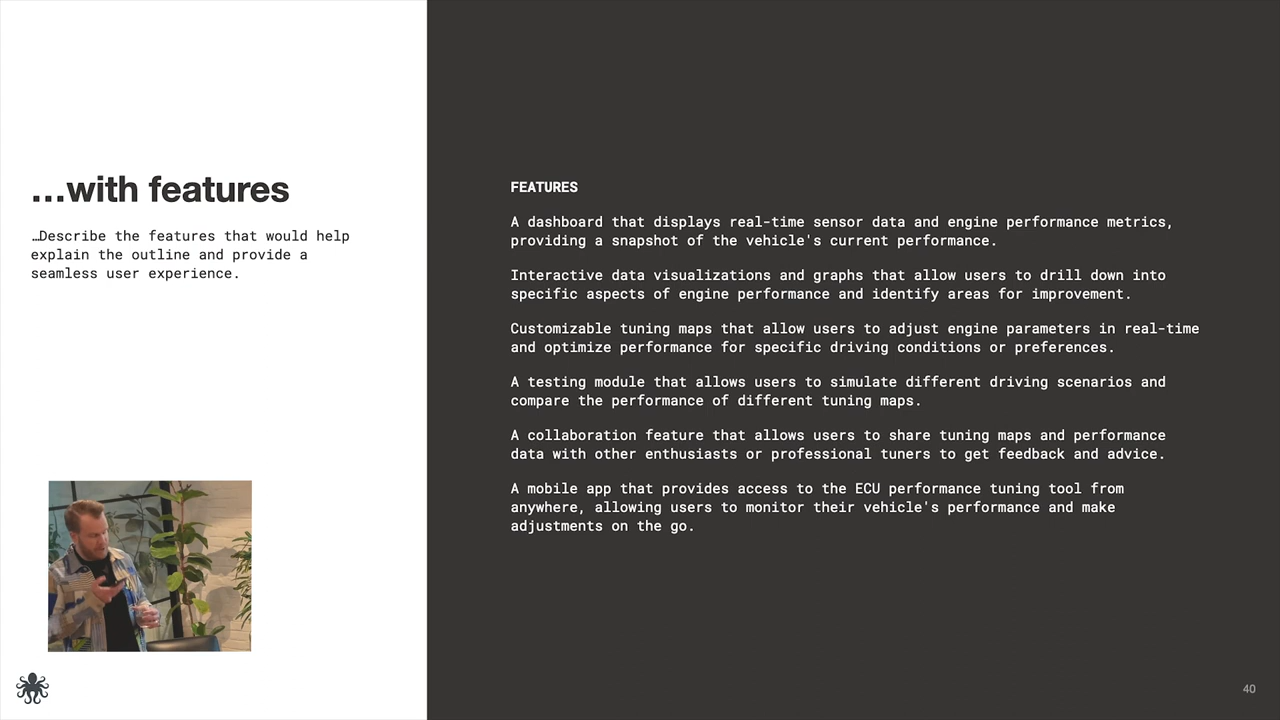 ...with features
…Describe the features that would help
explain the outline and provide a
seamless user experience.
FEATURES
A dashboard that displays real-time sensor data and engine performance metrics,
providing a snapshot of the vehicle's current performance.
Interactive data visualizations and graphs that allow users to drill down into
specific aspects of engine performance and identify areas for improvement.
Customizable tuning maps that allow users to adjust engine parameters in real-time
and optimize performance for specific driving conditions or preferences.
A testing module that allows users to simulate different driving scenarios and
compare the performance of different tuning maps.
A collaboration feature that allows users to share tuning maps and performance
data with other enthusiasts or professional tuners to get feedback and advice.
A mobile app that provides access to the ECU performance tuning tool from
anywhere, allowing users to monitor their vehicle's performance and make
adjustments on the go.
40